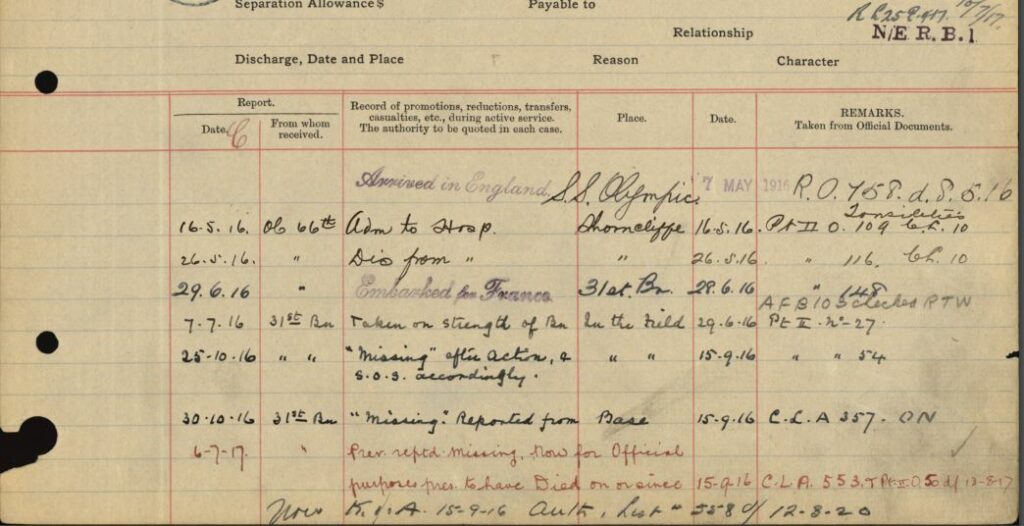 Separation Allowance $ Payable to
10/7/17.
N/E R.B.1
Relationship
Discharge, Date and Place Reason Character
Report. Record of promotions, reductions, transfers, casualties, etc., during active service. The authority to be quoted in each case. Place. Date. REMARKS. Taken from Official Documents.
Date. C From whom received.
Arrived in England S.S. Olympic 7 MAY 1916 R.O. 758. d. 8.5.16
Tonsilities
16.5.16. OC 66th Adm to Hosp. Shorncliffe 16.5.16. Pt II O. 109 Ch. 10
26.5.16. " Dis from " " 26.5.16 " 116. Ch. 10
29.6.16 " Embarked for France 31st. Bn. 28.6.16 " 148
AFB103 checked RTW
7.7.16 31st Bn Taken on strength of Bn In the Field 29.6.16 Pt II. No-27.
25-10-16 " " "Missing" after action, & " " 15.9.16 " " 54
S.O.S. accordingly.
30.10.16 31st Bn "Missing". Reported from Base 15.9.16 C.L.A 357. ON
6-7-17. " Prev. reptd. Missing, Now for Official
purposes pres. to have Died on or since 15-9-16 C.L.A. 553, Pt-II.O.50 d/ 12-8-17
Now K.i.A. 15-9-16 Auth, List " 558 d/ 12-8-20